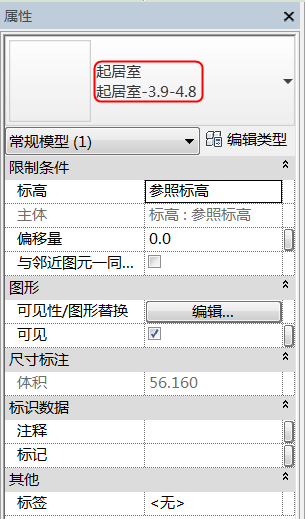 属性
起居室
起居室-3.9-4.8
常规模型 (1)
编辑类型
限制条件
标高 参照标高
主体 标高 : 参照标高
偏移量 0.0
与邻近图元一同...
图形
可见性/图形替换 编辑...
可见
尺寸标注
体积 56.160
标识数据
注释
标记
其他
标签 <无>